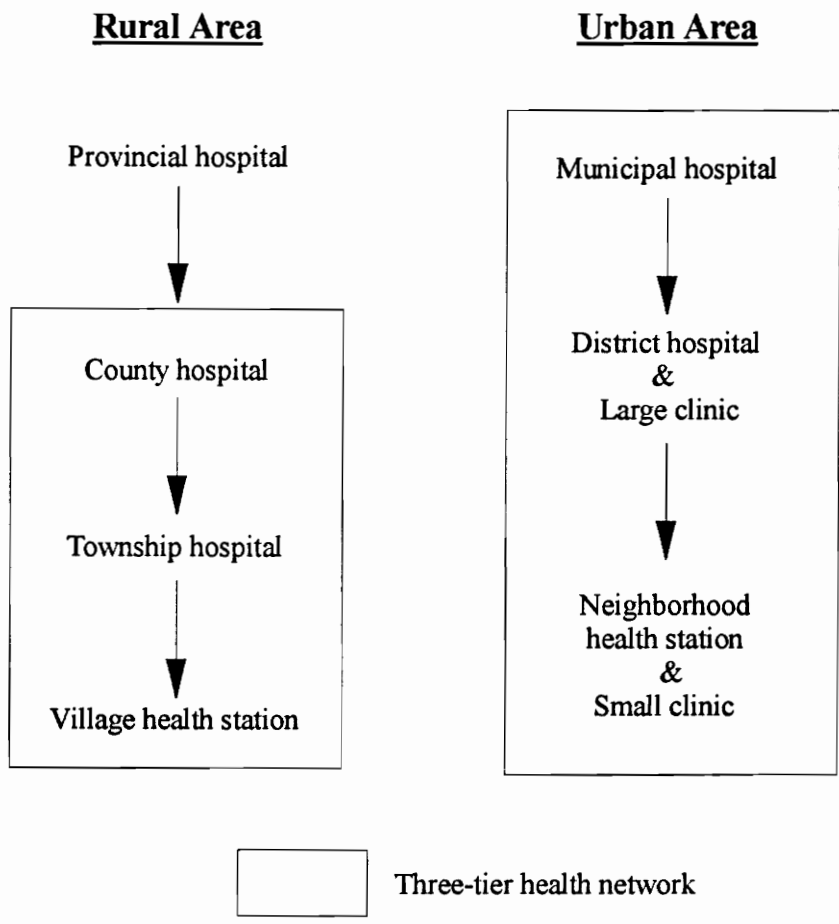 Rural Area
Provincial hospital
County hospital
Township hospital
Village health station
Urban Area
Municipal hospital
District hospital
&
Large clinic
Neighborhood
health station
&
Small clinic
Three-tier health network